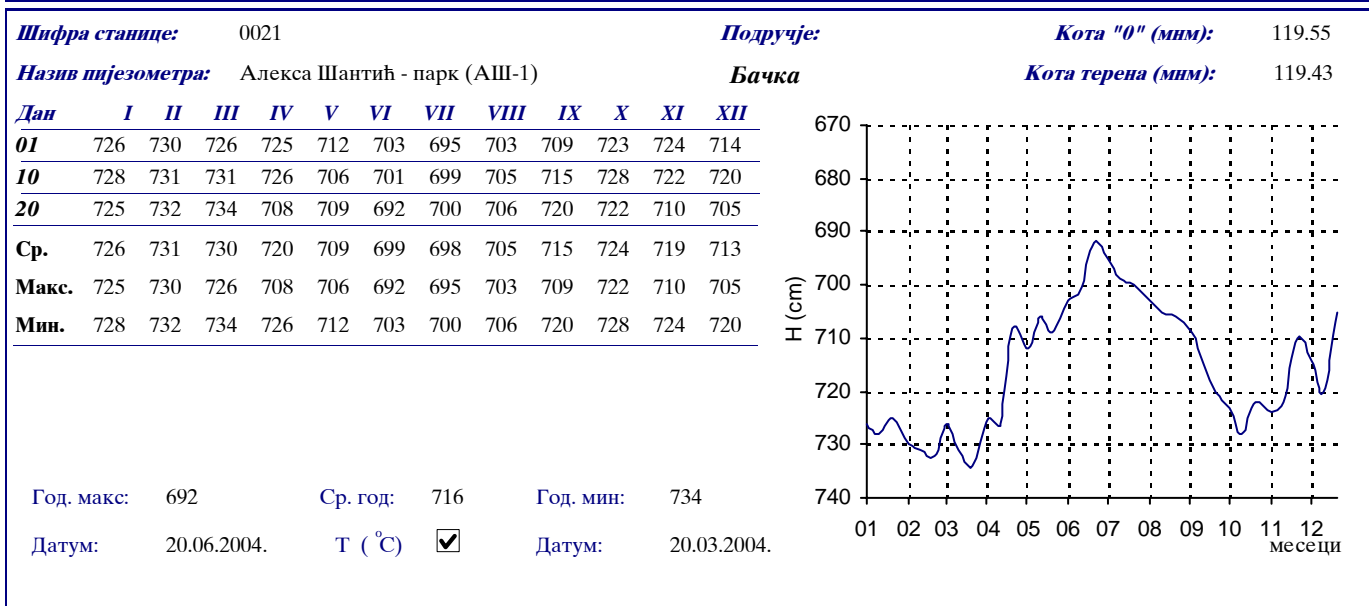 Шифра станице: 0021 Подручје: Кота "0" (мнм): 119.55
Назив пијезометра: Алекса Шантић - парк (АШ-1) Бачка Кота терена (мнм): 119.43
Дан I II III IV V VI VII VIII IX X XI XII
01 726 730 726 725 712 703 695 703 709 723 724 714
10 728 731 731 726 706 701 699 705 715 728 722 720
20 725 732 734 708 709 692 700 706 720 722 710 705
Ср. 726 731 730 720 709 699 698 705 715 724 719 713
Макс. 725 730 726 708 706 692 695 703 709 722 710 705
Мин. 728 732 734 726 712 703 700 706 720 728 724 720
Год. макс: 692 Ср. год: 716 Год. мин: 734
Датум: 20.06.2004. Т ( °C) Датум: 20.03.2004.
H (cm)
670
680
690
700
710
720
730
740
01 02 03 04 05 06 07 08 09 10 11 12
месеци